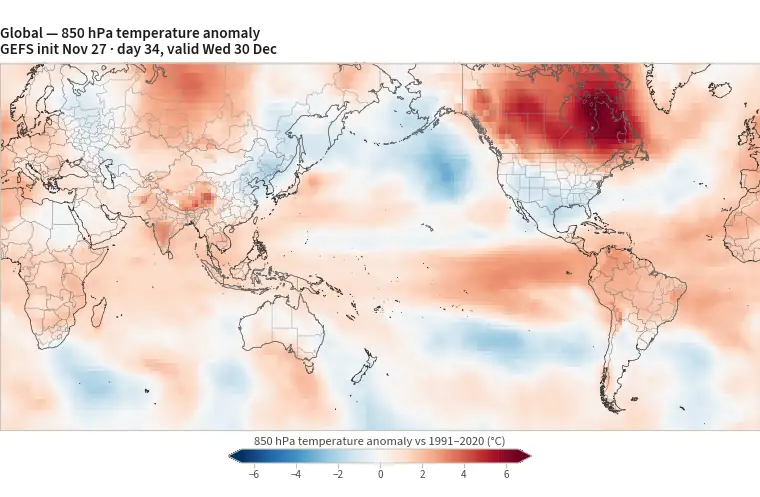 Global — 850 hPa temperature anomaly
GEFS init Nov 27 · day 34, valid Wed 30 Dec
850 hPa temperature anomaly vs 1991–2020 (°C)
−6 −4 −2 0 2 4 6